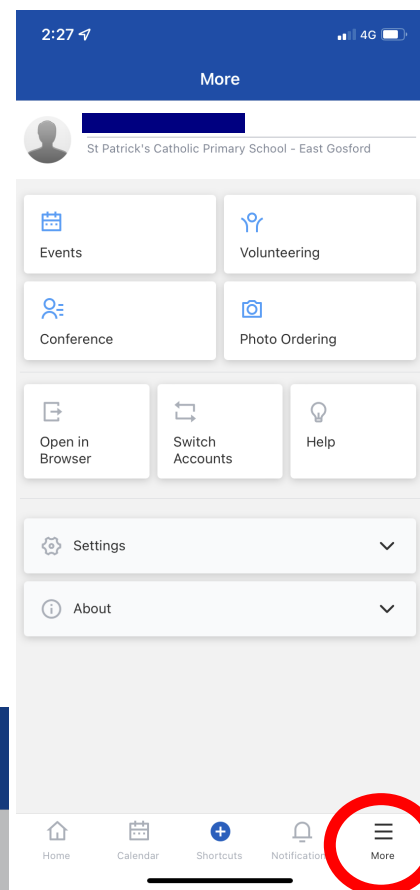 2:27
4G
More
St Patrick's Catholic Primary School - East Gosford
Events
Volunteering
Conference
Photo Ordering
Open in
Browser
Switch
Accounts
Help
Settings
About
Home
Calendar
Shortcuts
Notification
More